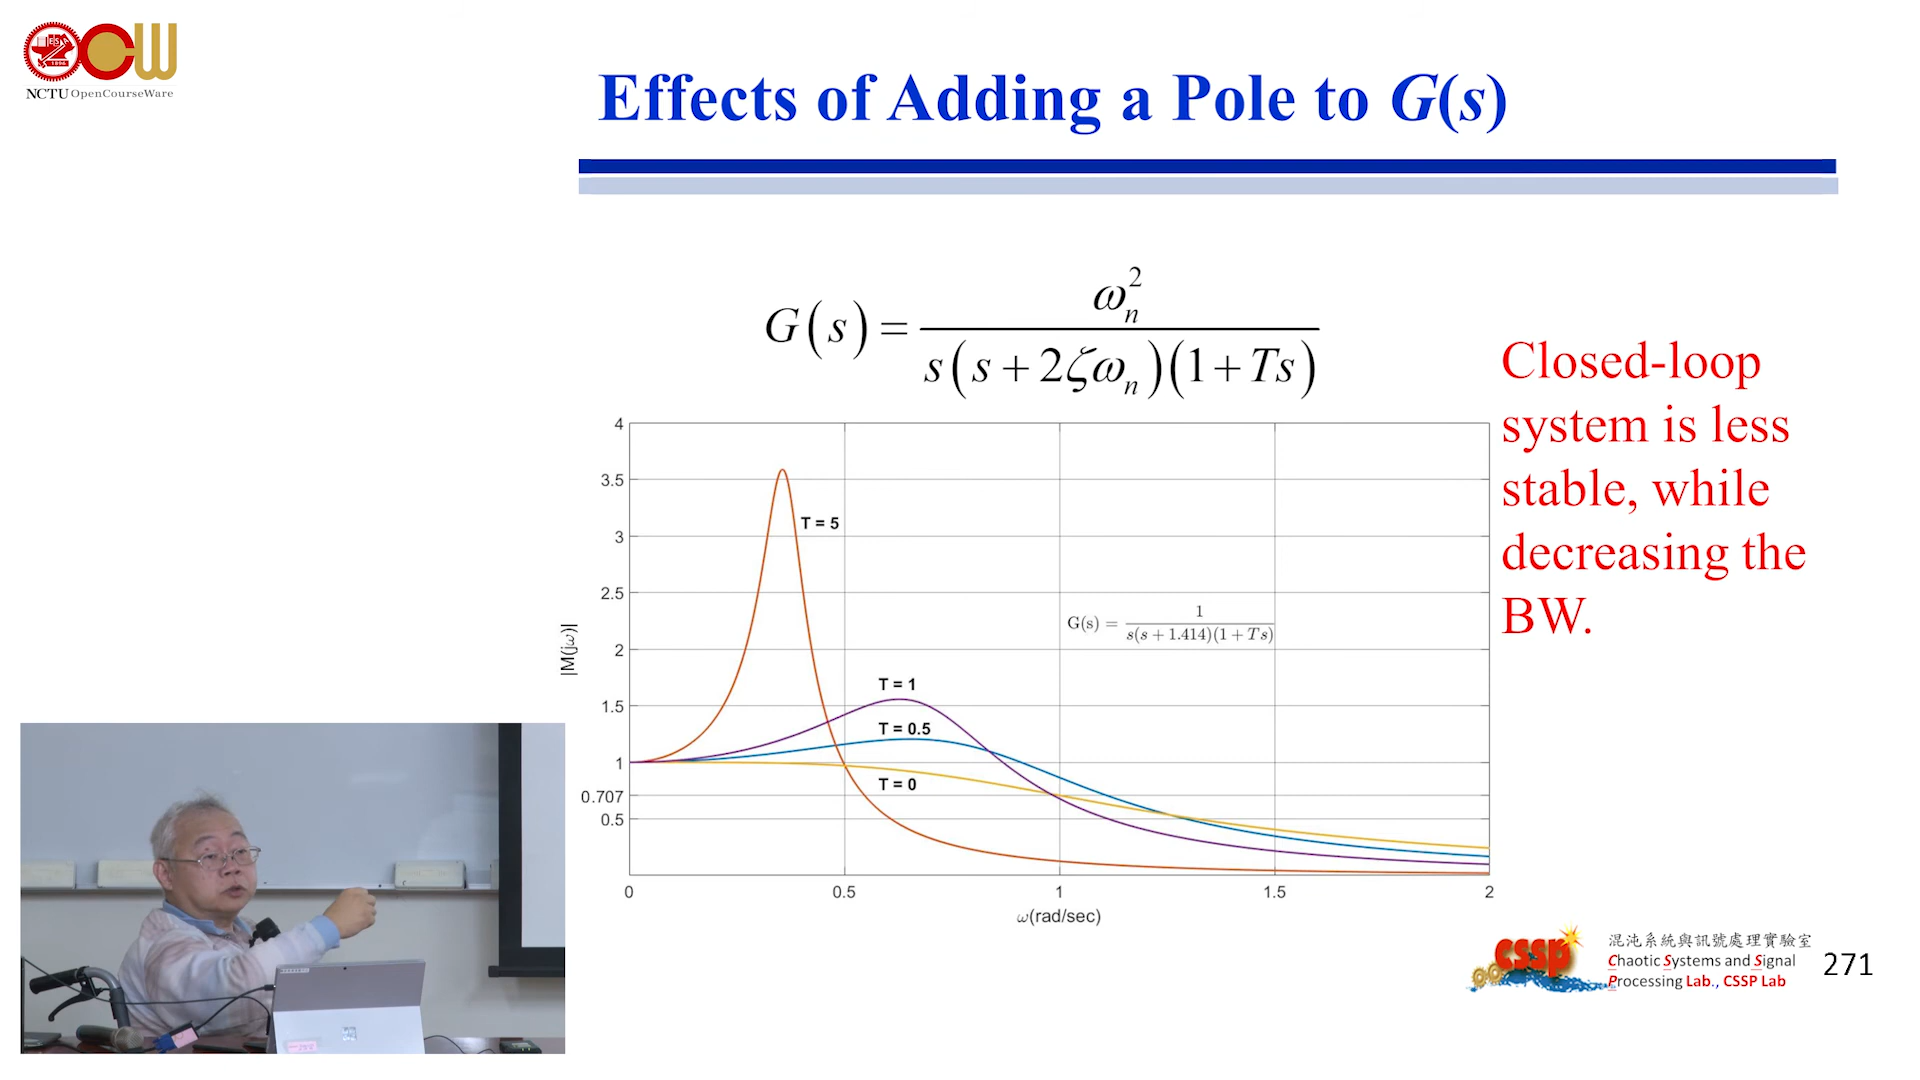 NCTU OpenCourseWare
Effects of Adding a Pole to G(s)
G(s) = ω_n^2 / s(s + 2ζω_n)(1 + Ts)
Closed-loop
system is less
stable, while
decreasing the
BW.
4
3.5
3
2.5
2
1.5
1
0.707
0.5
|M(jω)|
T = 5
G(s) = 1 / s(s + 1.414)(1 + Ts)
T = 1
T = 0.5
T = 0
0
0.5
1
1.5
2
ω(rad/sec)
cssp
混沌系統與訊號處理實驗室
Chaotic Systems and Signal
Processing Lab., CSSP Lab
271